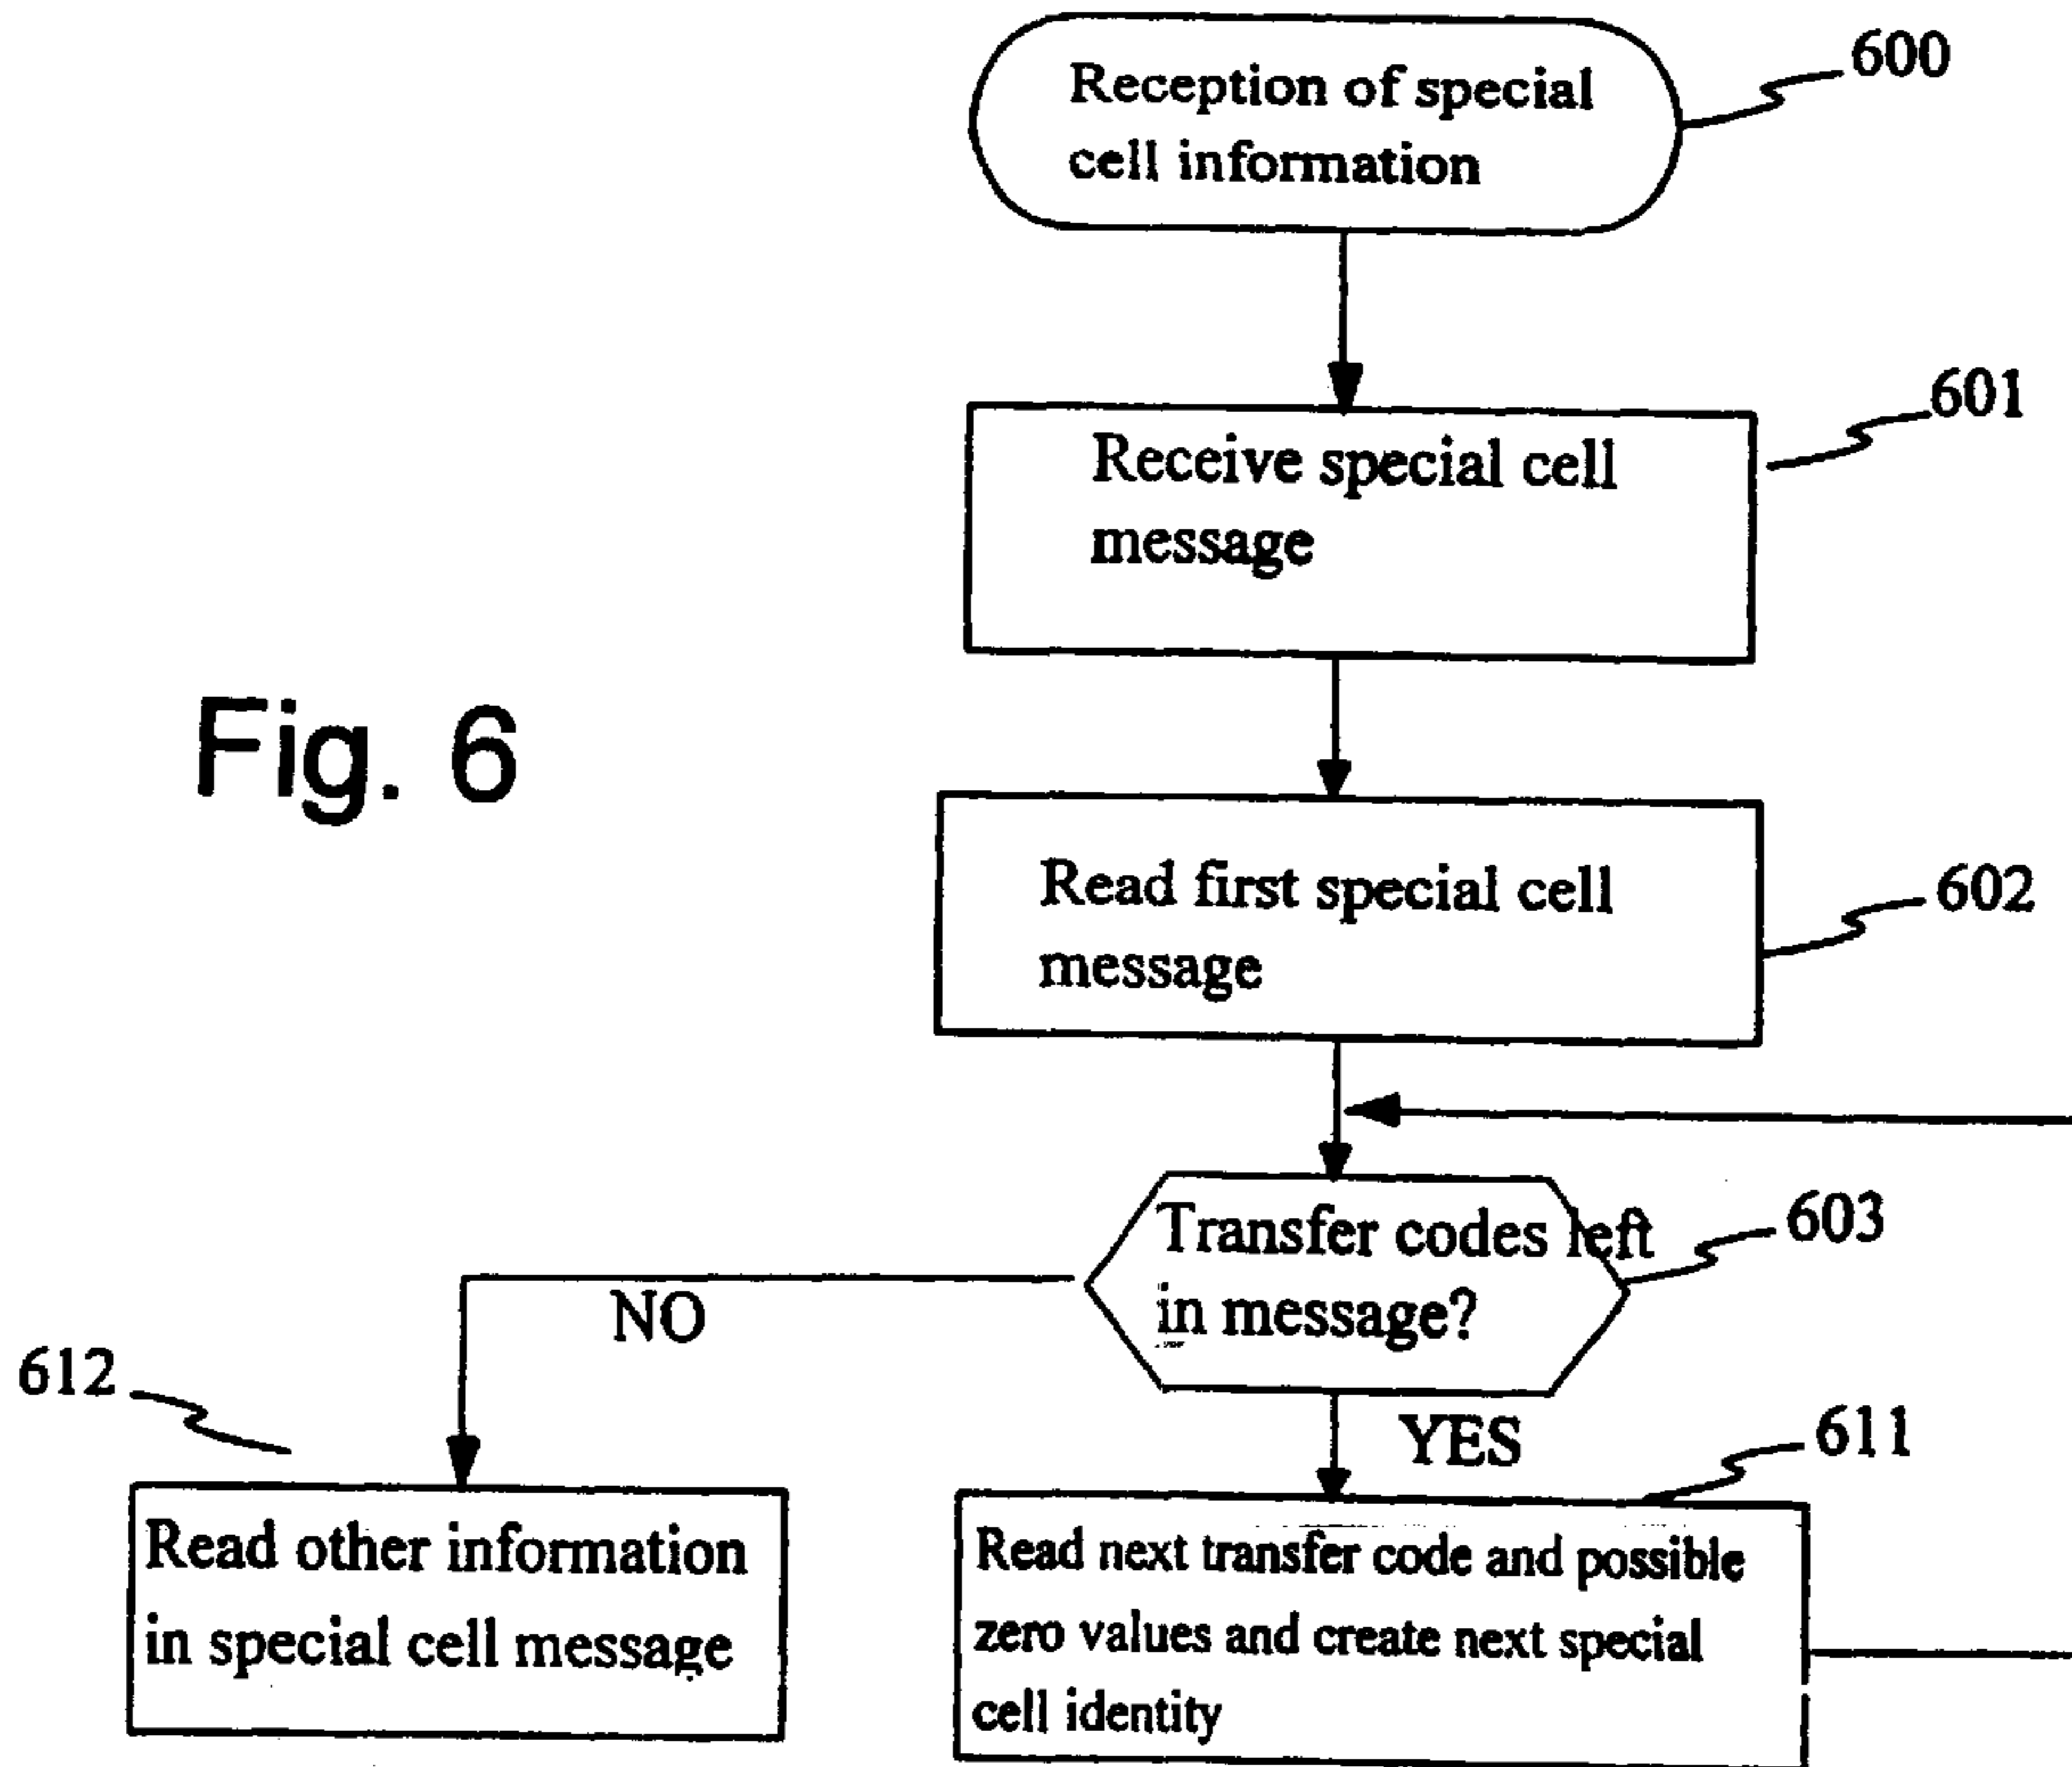 Reception of special
cell information
600
Receive special cell
message
601
Fig. 6
Read first special cell
message
602
Transfer codes left
in message?
603
NO
YES
612
611
Read other information
in special cell message
Read next transfer code and possible
zero values and create next special
cell identity